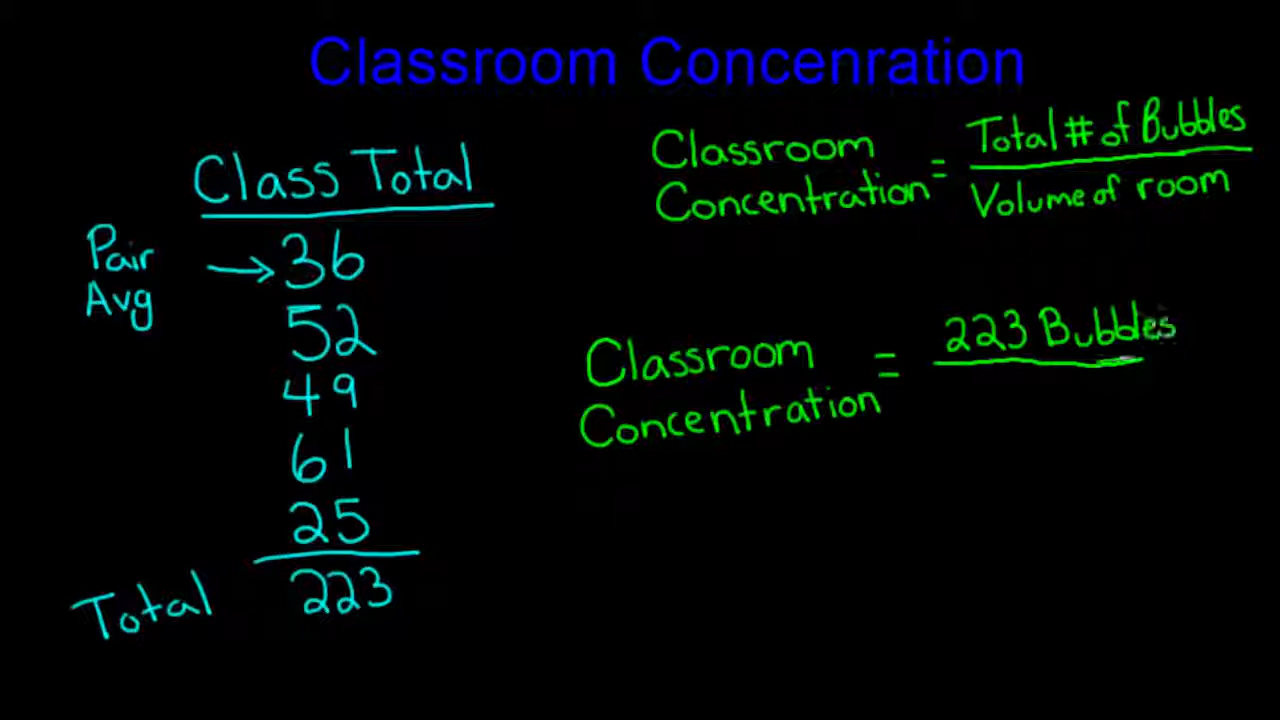 Classroom Concenration
Class Total
Pair
Avg
→ 36
52
49
61
25
Total 223
Classroom
Concentration = Total # of Bubbles
Volume of room
Classroom
Concentration = 223 Bubbles